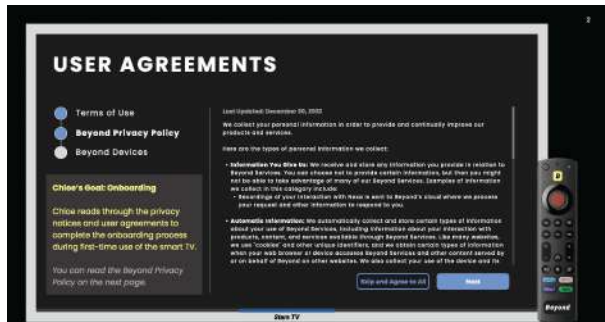 2
USER AGREEMENTS
Terms of Use
Beyond Privacy Policy
Beyond Devices
Chloe's Goal: Onboarding
Chloe reads through the privacy
notices and user agreements to
complete the onboarding process
during first-time use of the smart TV.
You can read the Beyond Privacy
Policy on the next page.
Last Updated: December 30, 2022
We collect your personal information in order to provide and continually improve our
products and services.
Here are the types of personal information we collect:
• Information You Give Us: We receive and store any information you provide in relation to
Beyond Services. You can choose not to provide certain information, but then you might
not be able to take advantage of many of our Beyond Services. Examples of information
we collect in this category include:
• Recordings of your interaction with Nexa is sent to Beyond's cloud where we process
your request and other information to respond to you.
• Automatic Information: We automatically collect and store certain types of information
about your use of Beyond Services, including information about your interaction with
products, content, and services available through Beyond Services. Like many websites,
we use "cookies" and other unique identifiers, and we obtain certain types of information
when your web browser or device accesses Beyond Services and other content served by
or on behalf of Beyond on other websites. We also collect your use of the device and its
Skip and Agree to All
Next
Beyond
Stars TV